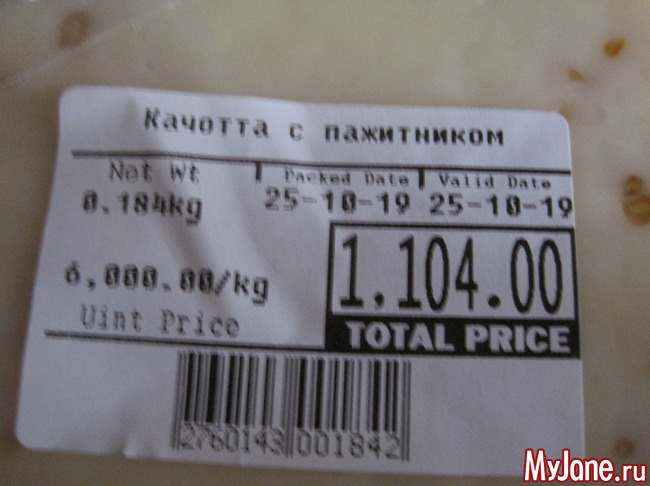 Качотта с пажитником
Net Wt Packed Date Valid Date
0.184kg 25-10-19 25-10-19
6,000.00/kg 1,104.00
Uint Price TOTAL PRICE
2760143 001842
MyJane.ru